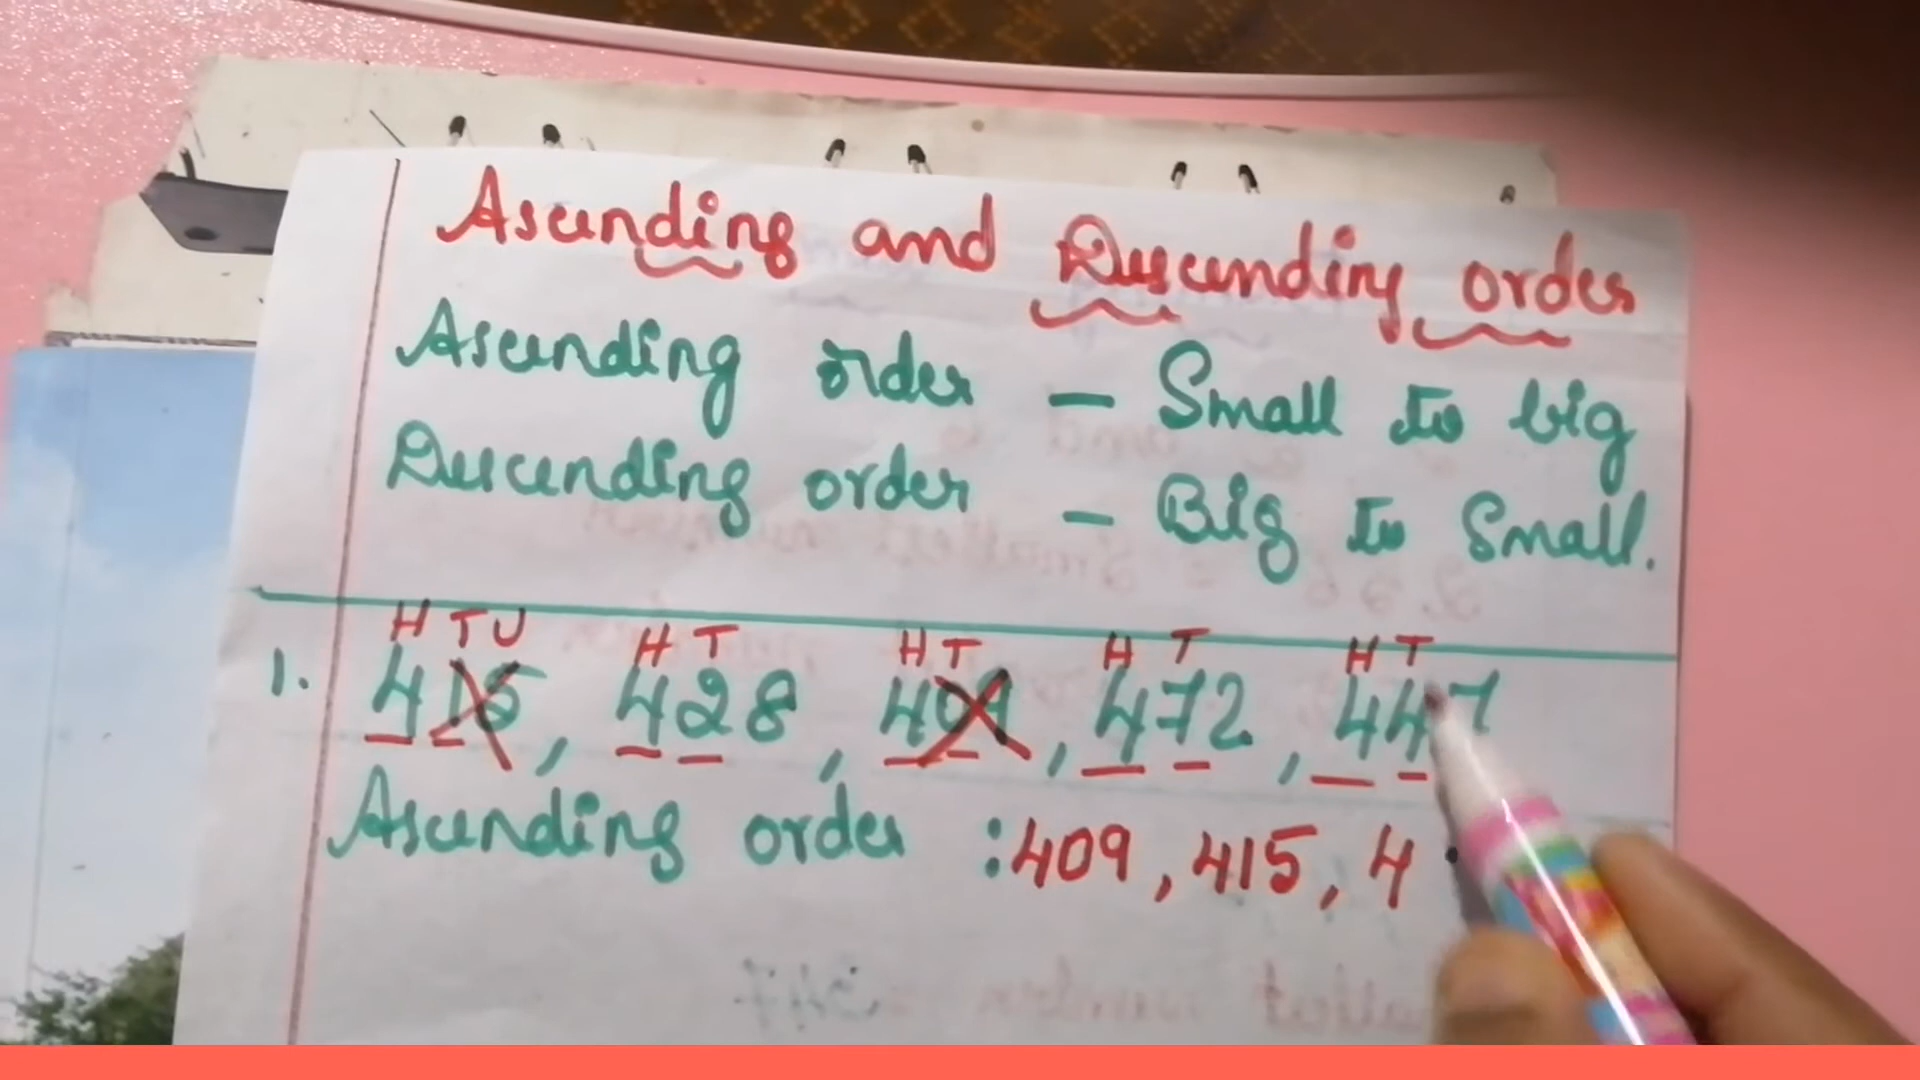 Ascending and Descending order
Ascending order - Small to big
Descending order - Big to Small.
H T U H T H T H T H T
1. 415, 428, 409, 472, 447
Ascending order : 409, 415, 4